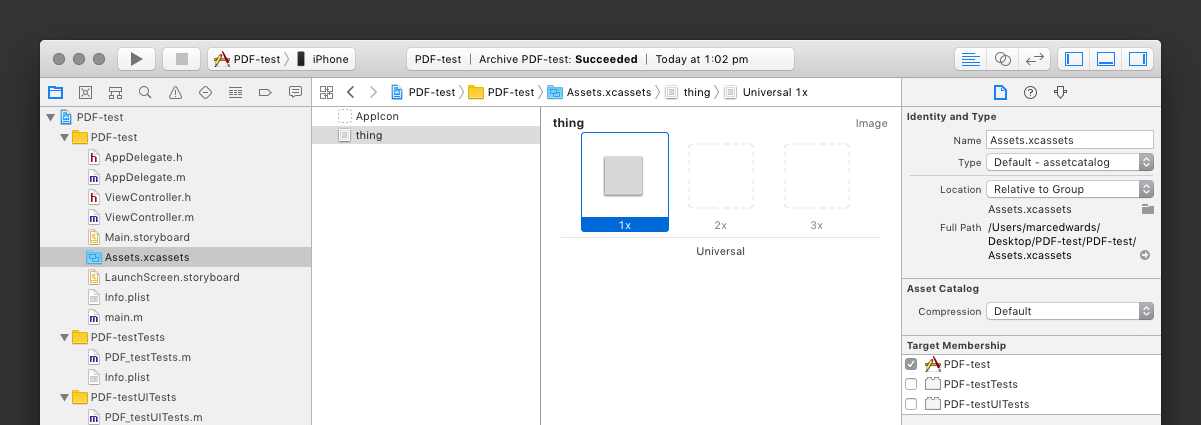 PDF-test iPhone
PDF-test | Archive PDF-test: Succeeded | Today at 1:02 pm
PDF-test PDF-test Assets.xcassets thing Universal 1x
PDF-test
PDF-test
h AppDelegate.h
m AppDelegate.m
h ViewController.h
m ViewController.m
Main.storyboard
Assets.xcassets
LaunchScreen.storyboard
Info.plist
m main.m
PDF-testTests
m PDF_testTests.m
Info.plist
PDF-testUITests
m PDF_testUITests.m
AppIcon
thing
thing
Image
1x 2x 3x
Universal
Identity and Type
Name Assets.xcassets
Type Default - assetcatalog
Location Relative to Group
Assets.xcassets
Full Path /Users/marcedwards/
Desktop/PDF-test/PDF-test/
Assets.xcassets
Asset Catalog
Compression Default
Target Membership
PDF-test
PDF-testTests
PDF-testUITests